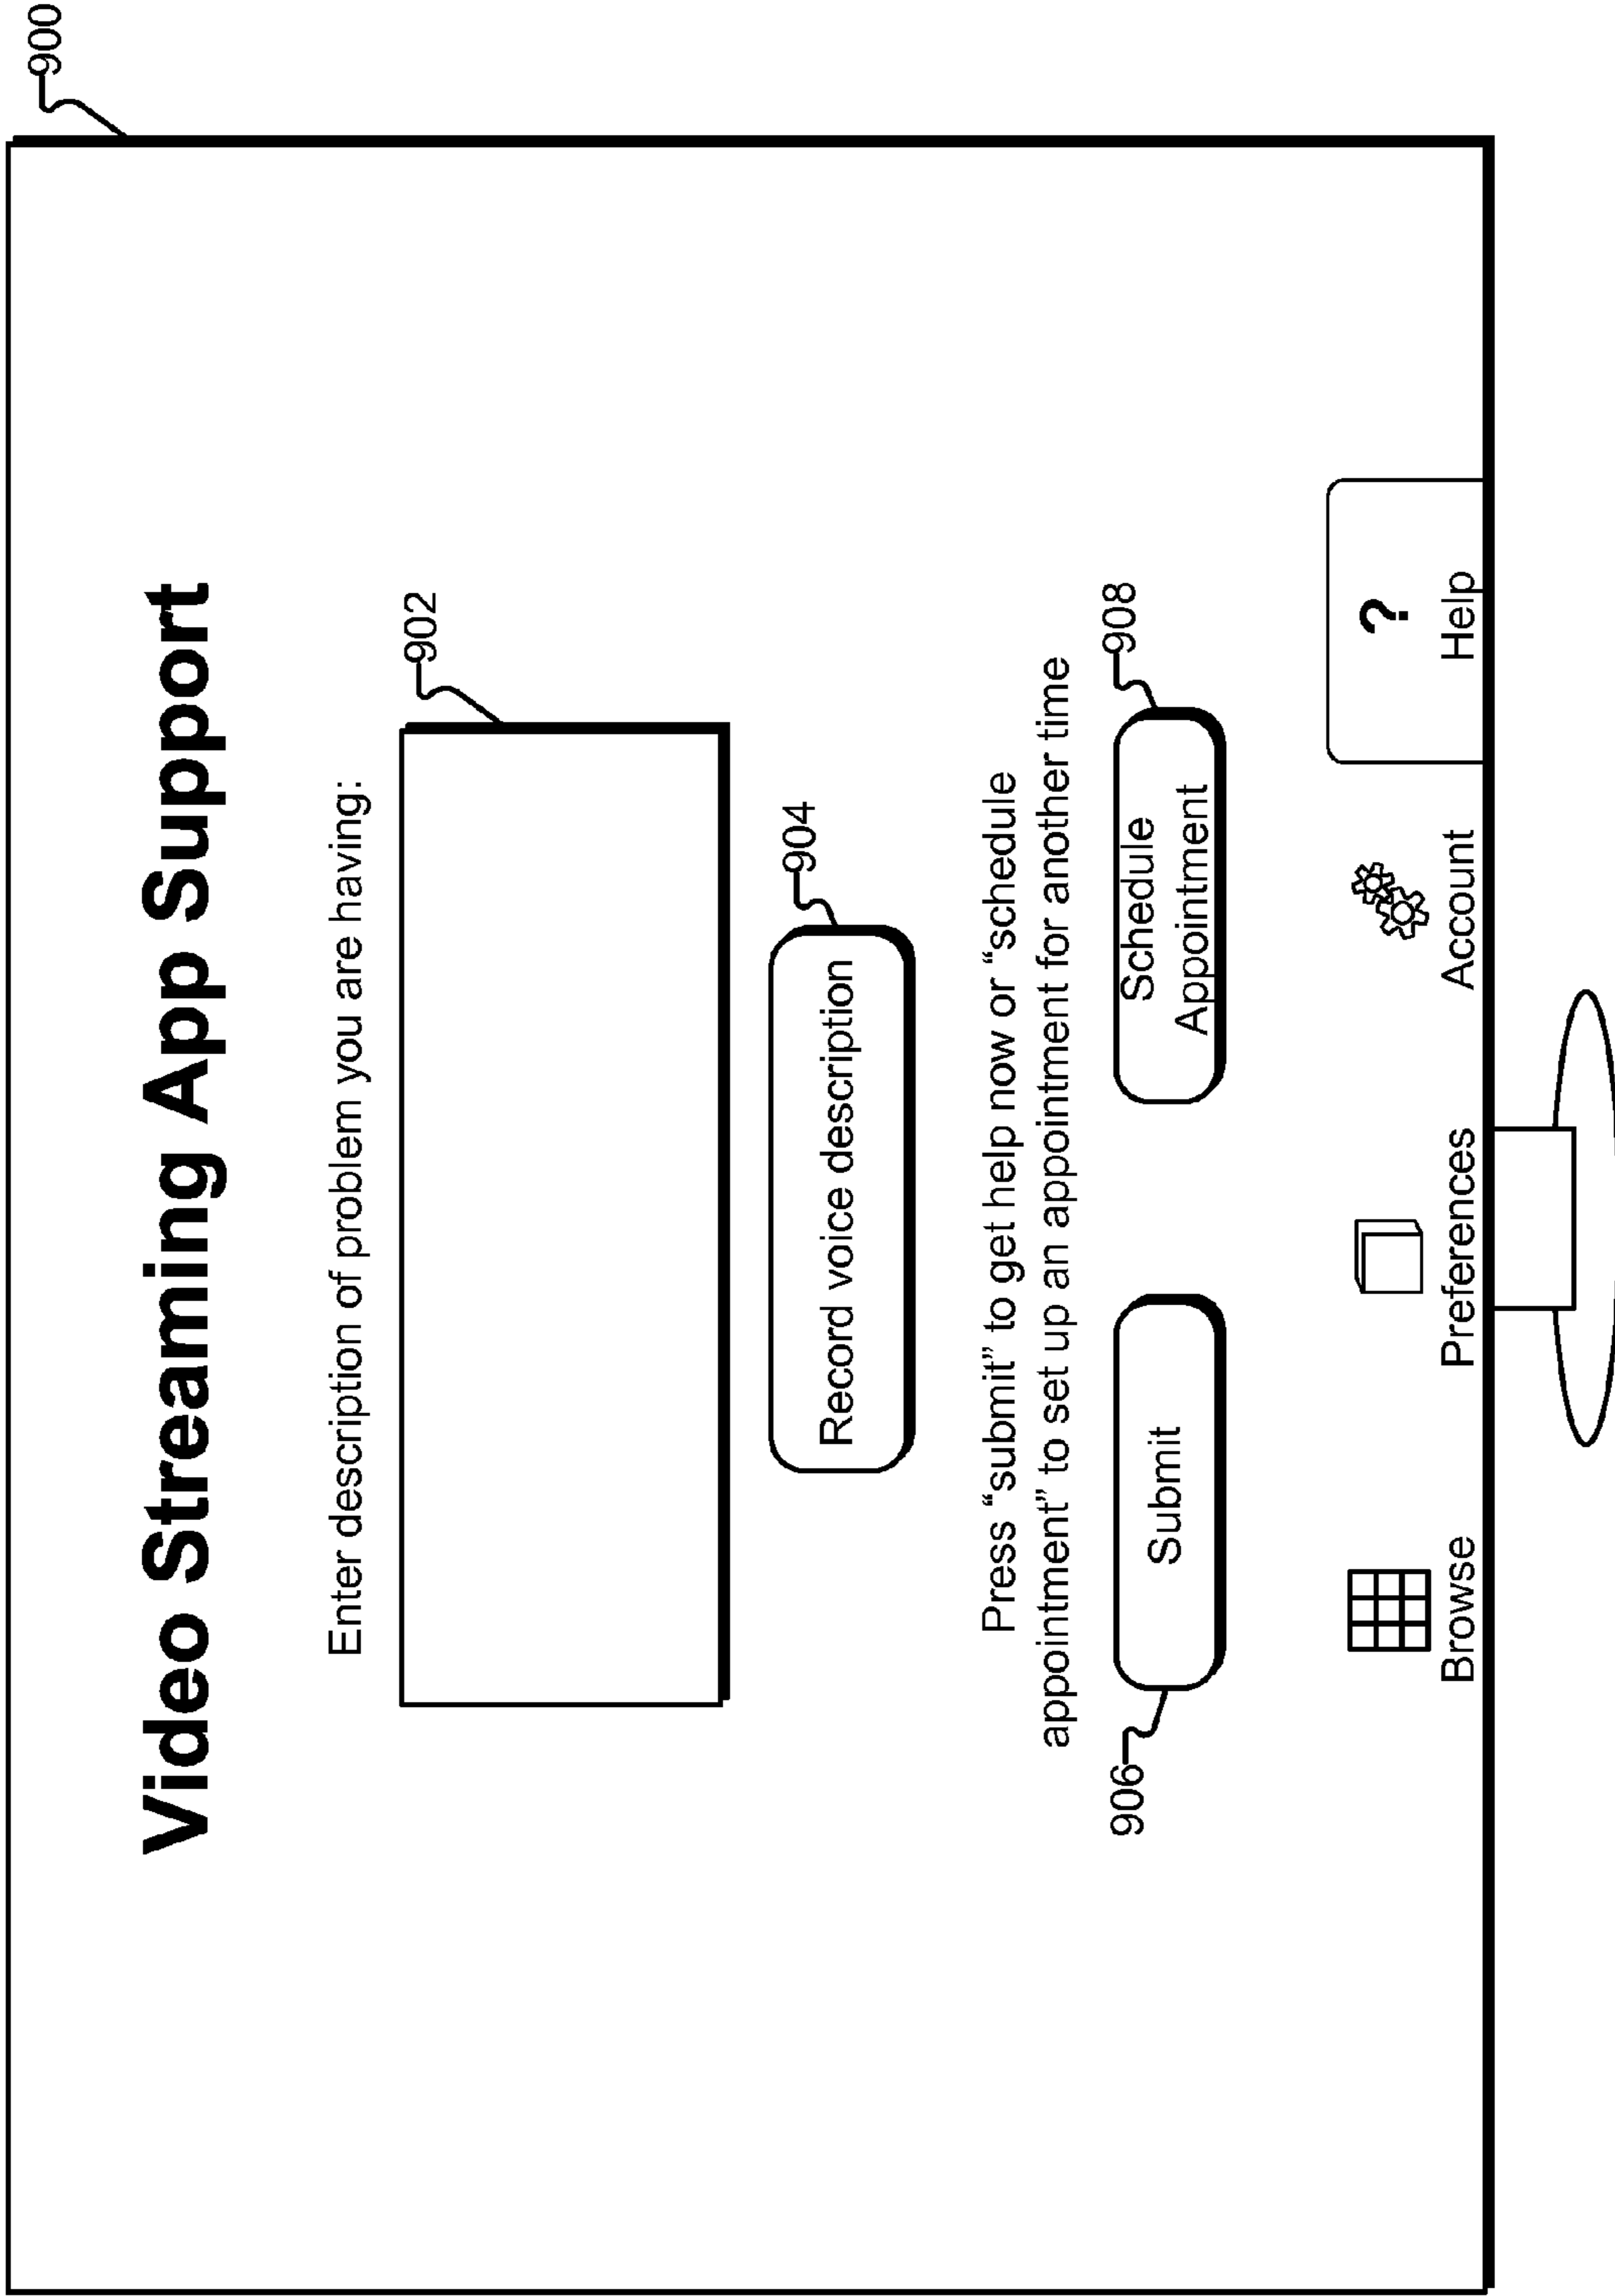 900
Video Streaming App Support
Enter description of problem you are having:
902
904
Record voice description
Press “submit” to get help now or “schedule
appointment” to set up an appointment for another time
906
Submit
908
Schedule
Appointment
Browse
Preferences
Account
?
Help